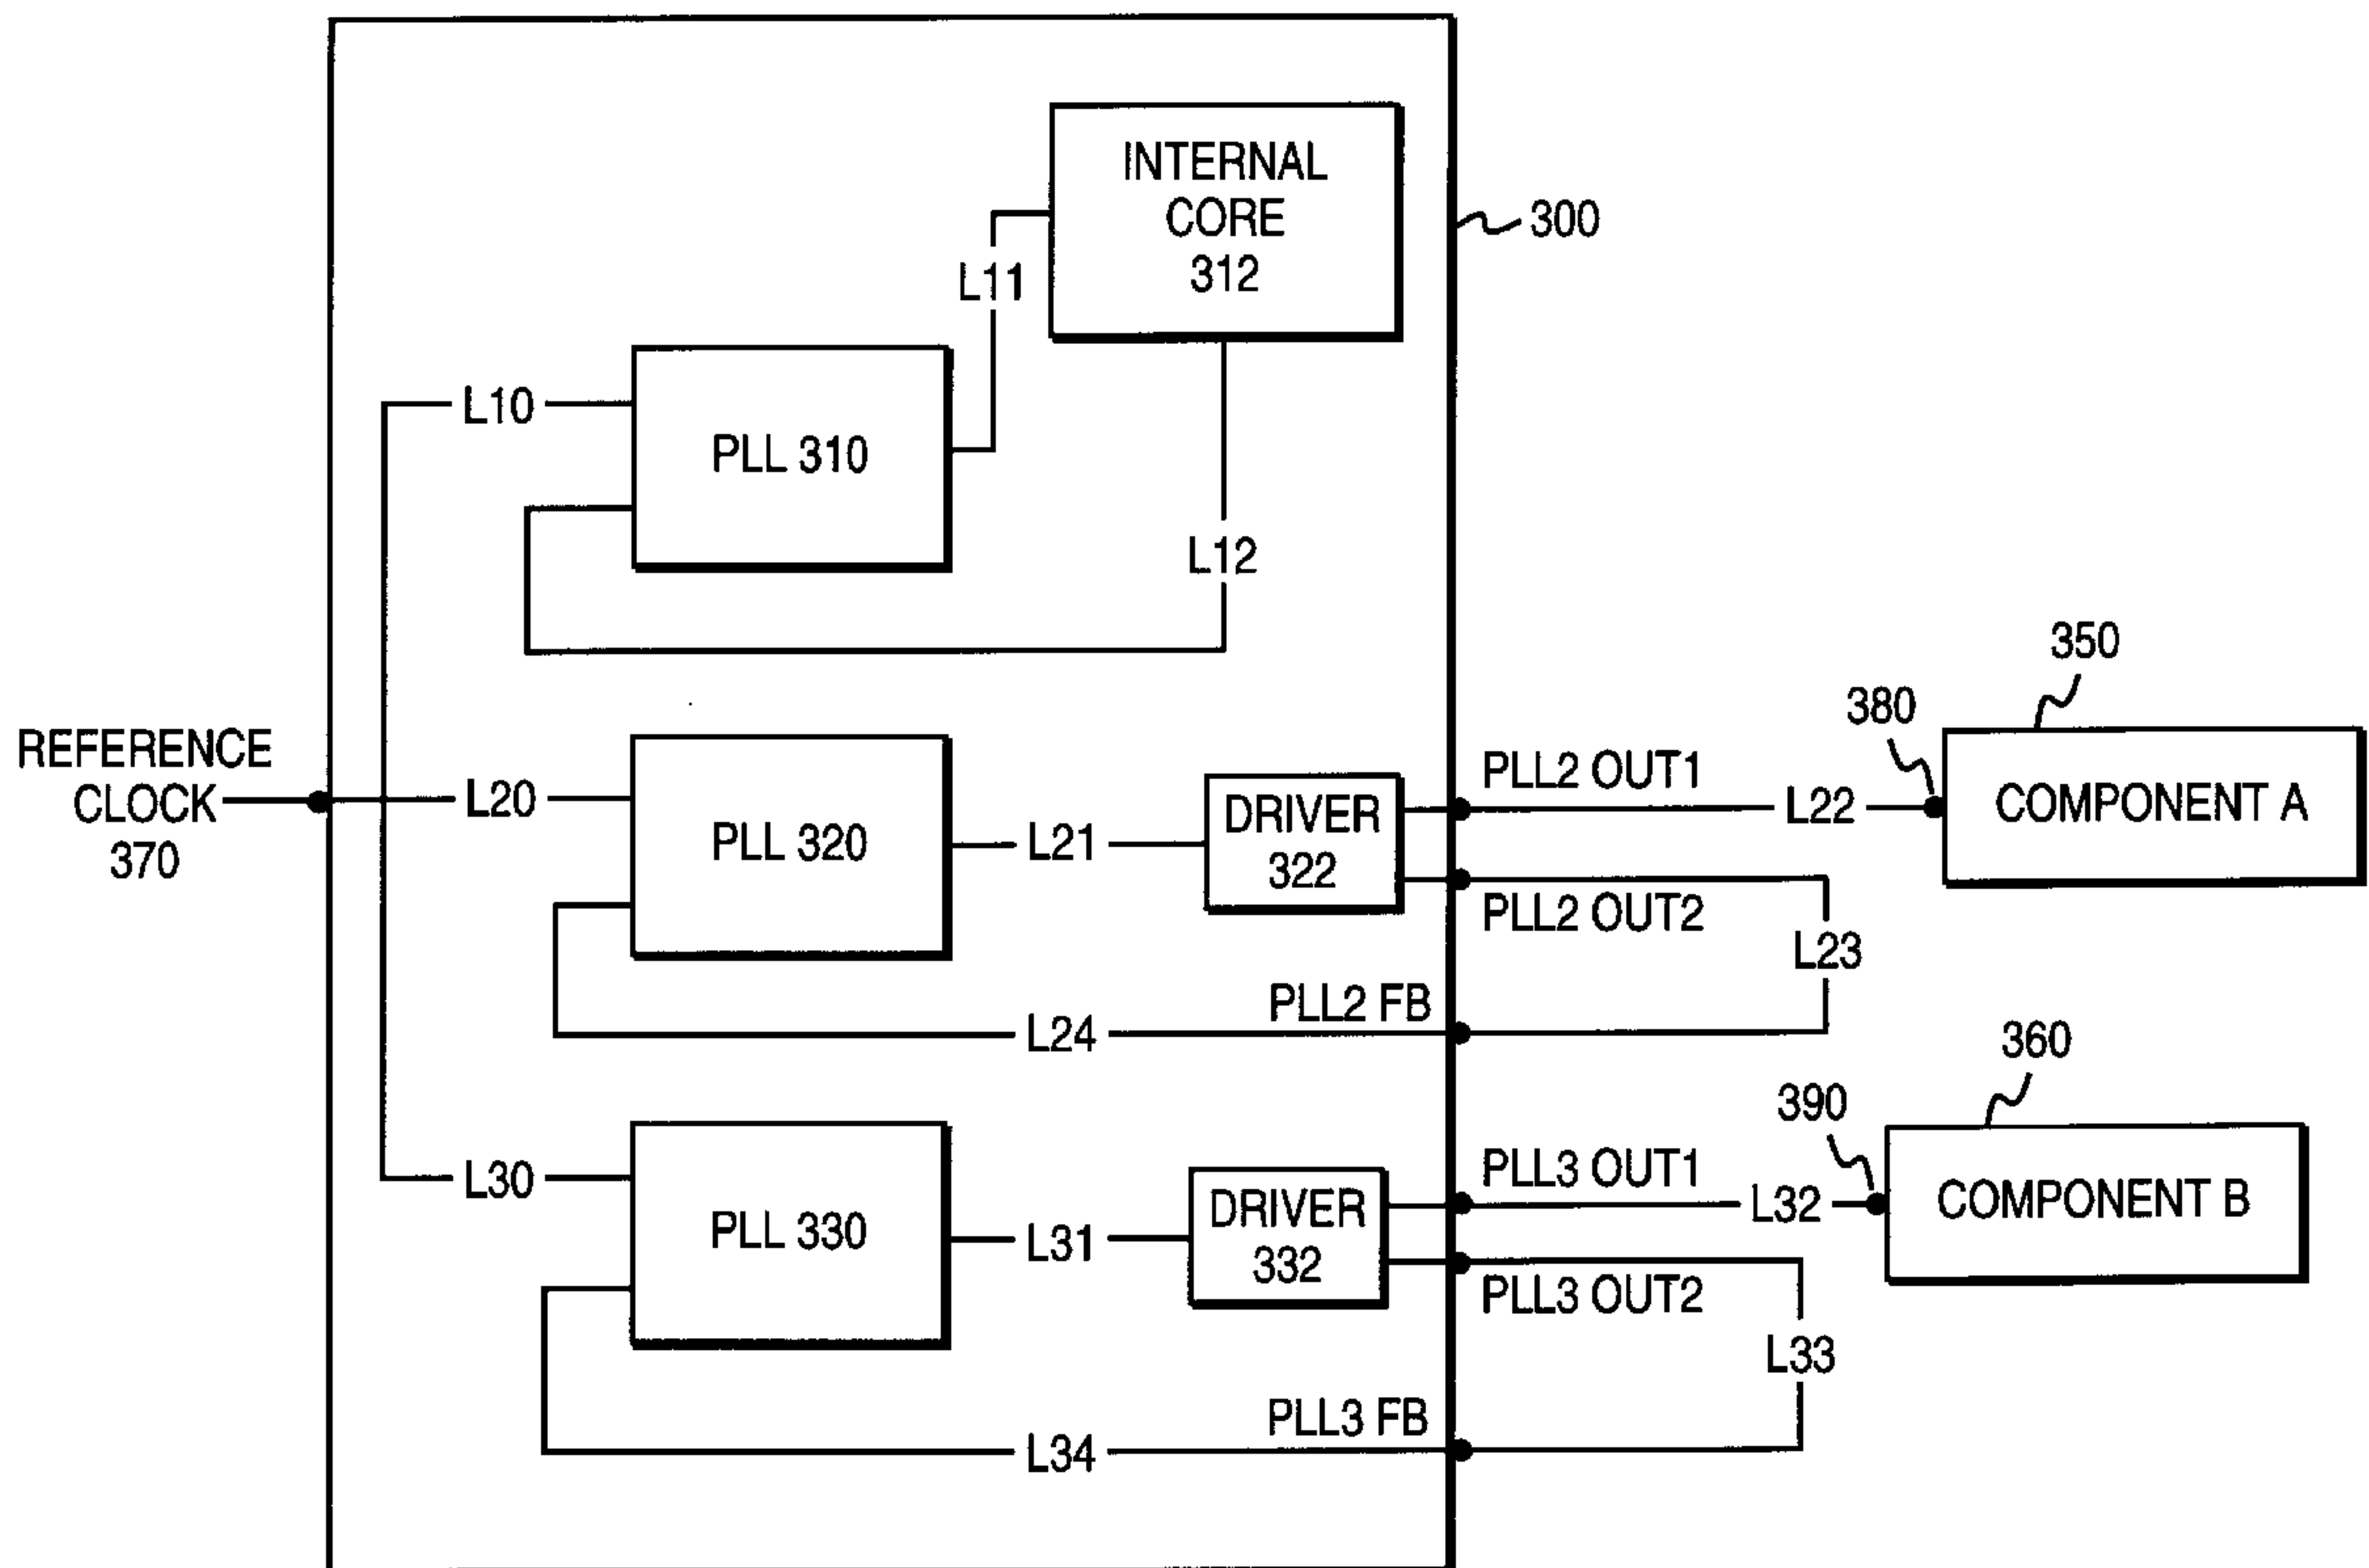 INTERNAL
CORE
312
300
L11
L10
PLL 310
L12
350
380
REFERENCE
CLOCK
370
L20
PLL 320
L21
DRIVER
322
PLL2 OUT1
L22
COMPONENT A
PLL2 OUT2
L23
PLL2 FB
L24
360
390
L30
PLL 330
L31
DRIVER
332
PLL3 OUT1
L32
COMPONENT B
PLL3 OUT2
L33
PLL3 FB
L34